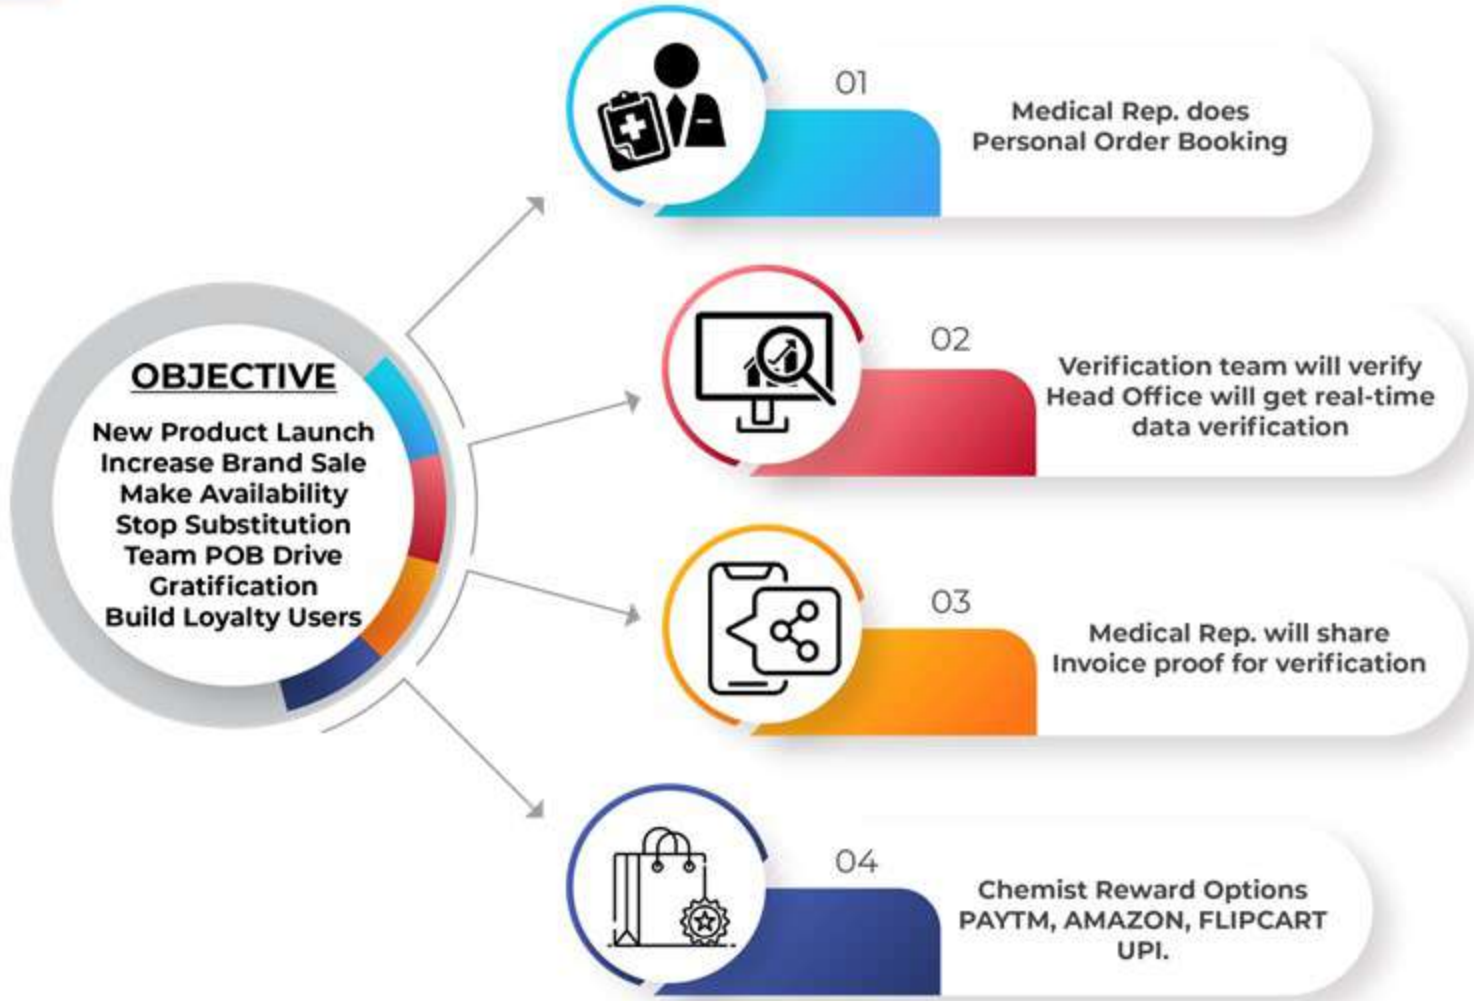 OBJECTIVE
New Product Launch
Increase Brand Sale
Make Availability
Stop Substitution
Team POB Drive
Gratification
Build Loyalty Users
01
Medical Rep. does
Personal Order Booking
02
Verification team will verify
Head Office will get real-time
data verification
03
Medical Rep. will share
Invoice proof for verification
04
Chemist Reward Options
PAYTM, AMAZON, FLIPCART
UPI.